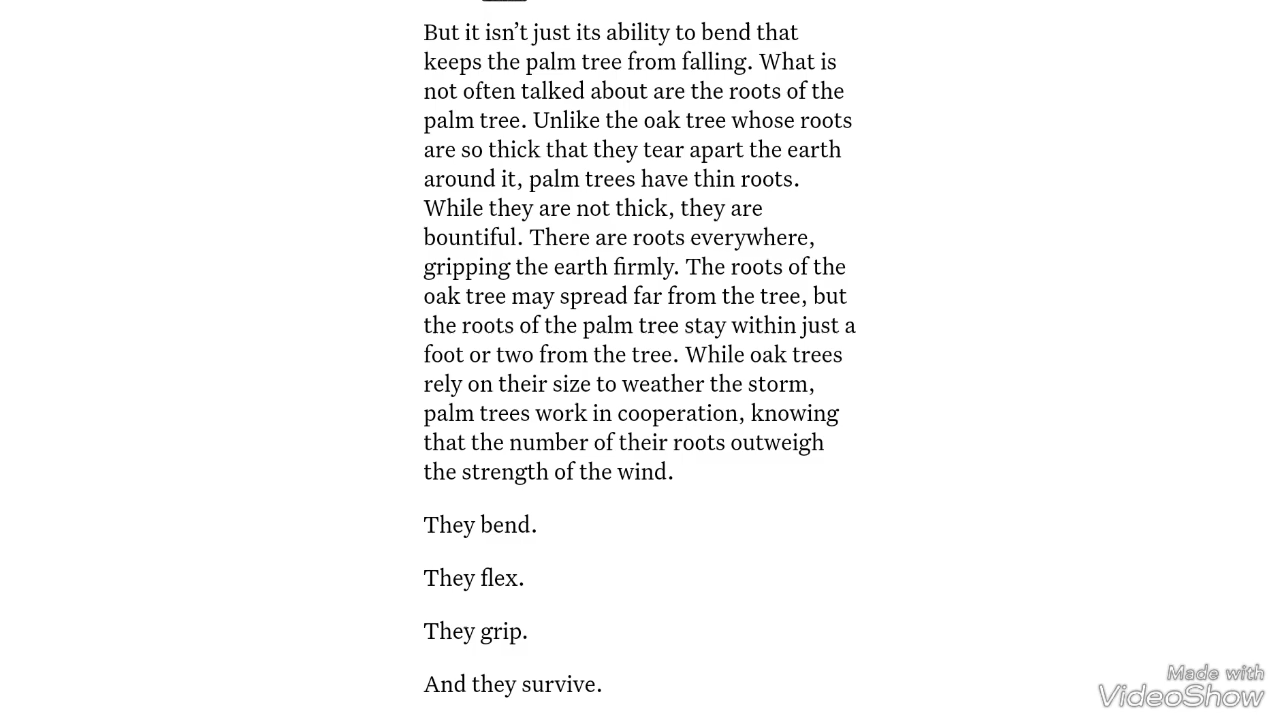 But it isn’t just its ability to bend that
keeps the palm tree from falling. What is
not often talked about are the roots of the
palm tree. Unlike the oak tree whose roots
are so thick that they tear apart the earth
around it, palm trees have thin roots.
While they are not thick, they are
bountiful. There are roots everywhere,
gripping the earth firmly. The roots of the
oak tree may spread far from the tree, but
the roots of the palm tree stay within just a
foot or two from the tree. While oak trees
rely on their size to weather the storm,
palm trees work in cooperation, knowing
that the number of their roots outweigh
the strength of the wind.
They bend.
They flex.
They grip.
And they survive.
Made with
VideoShow